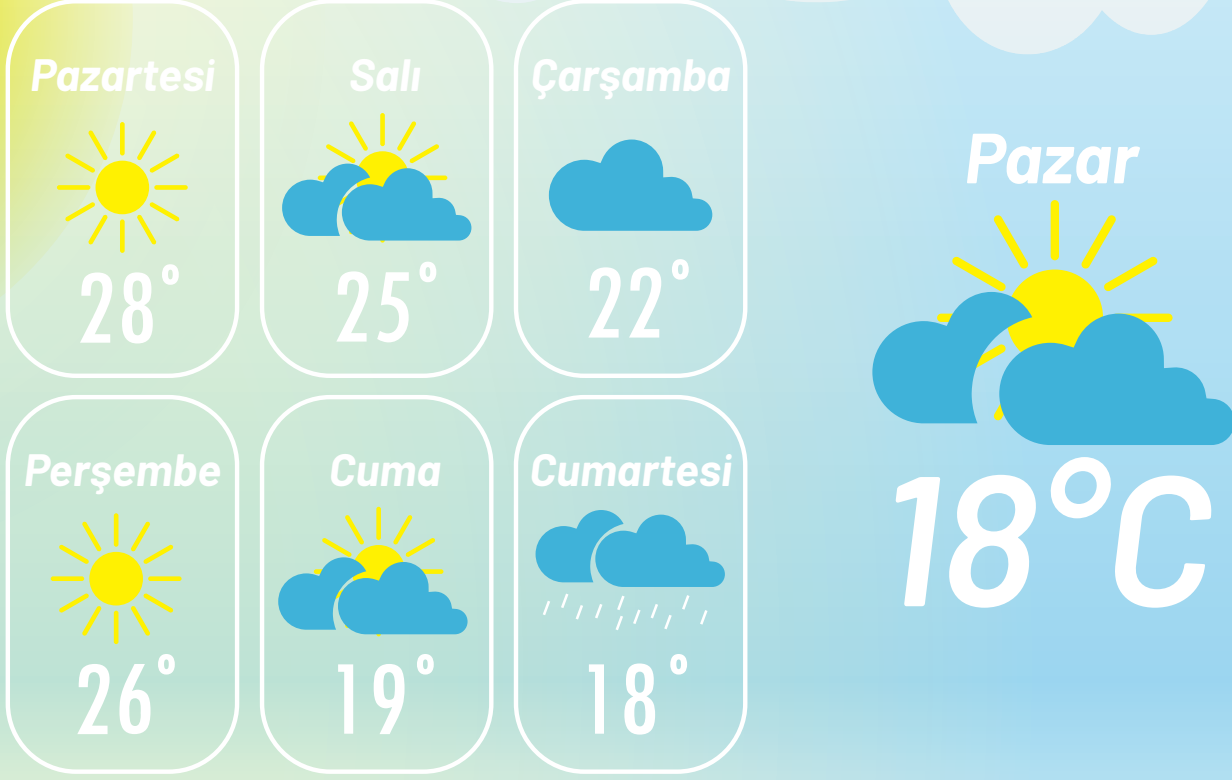 Pazartesi
28°
Salı
25°
Çarşamba
22°
Perşembe
26°
Cuma
19°
Cumartesi
18°
Pazar
18°C